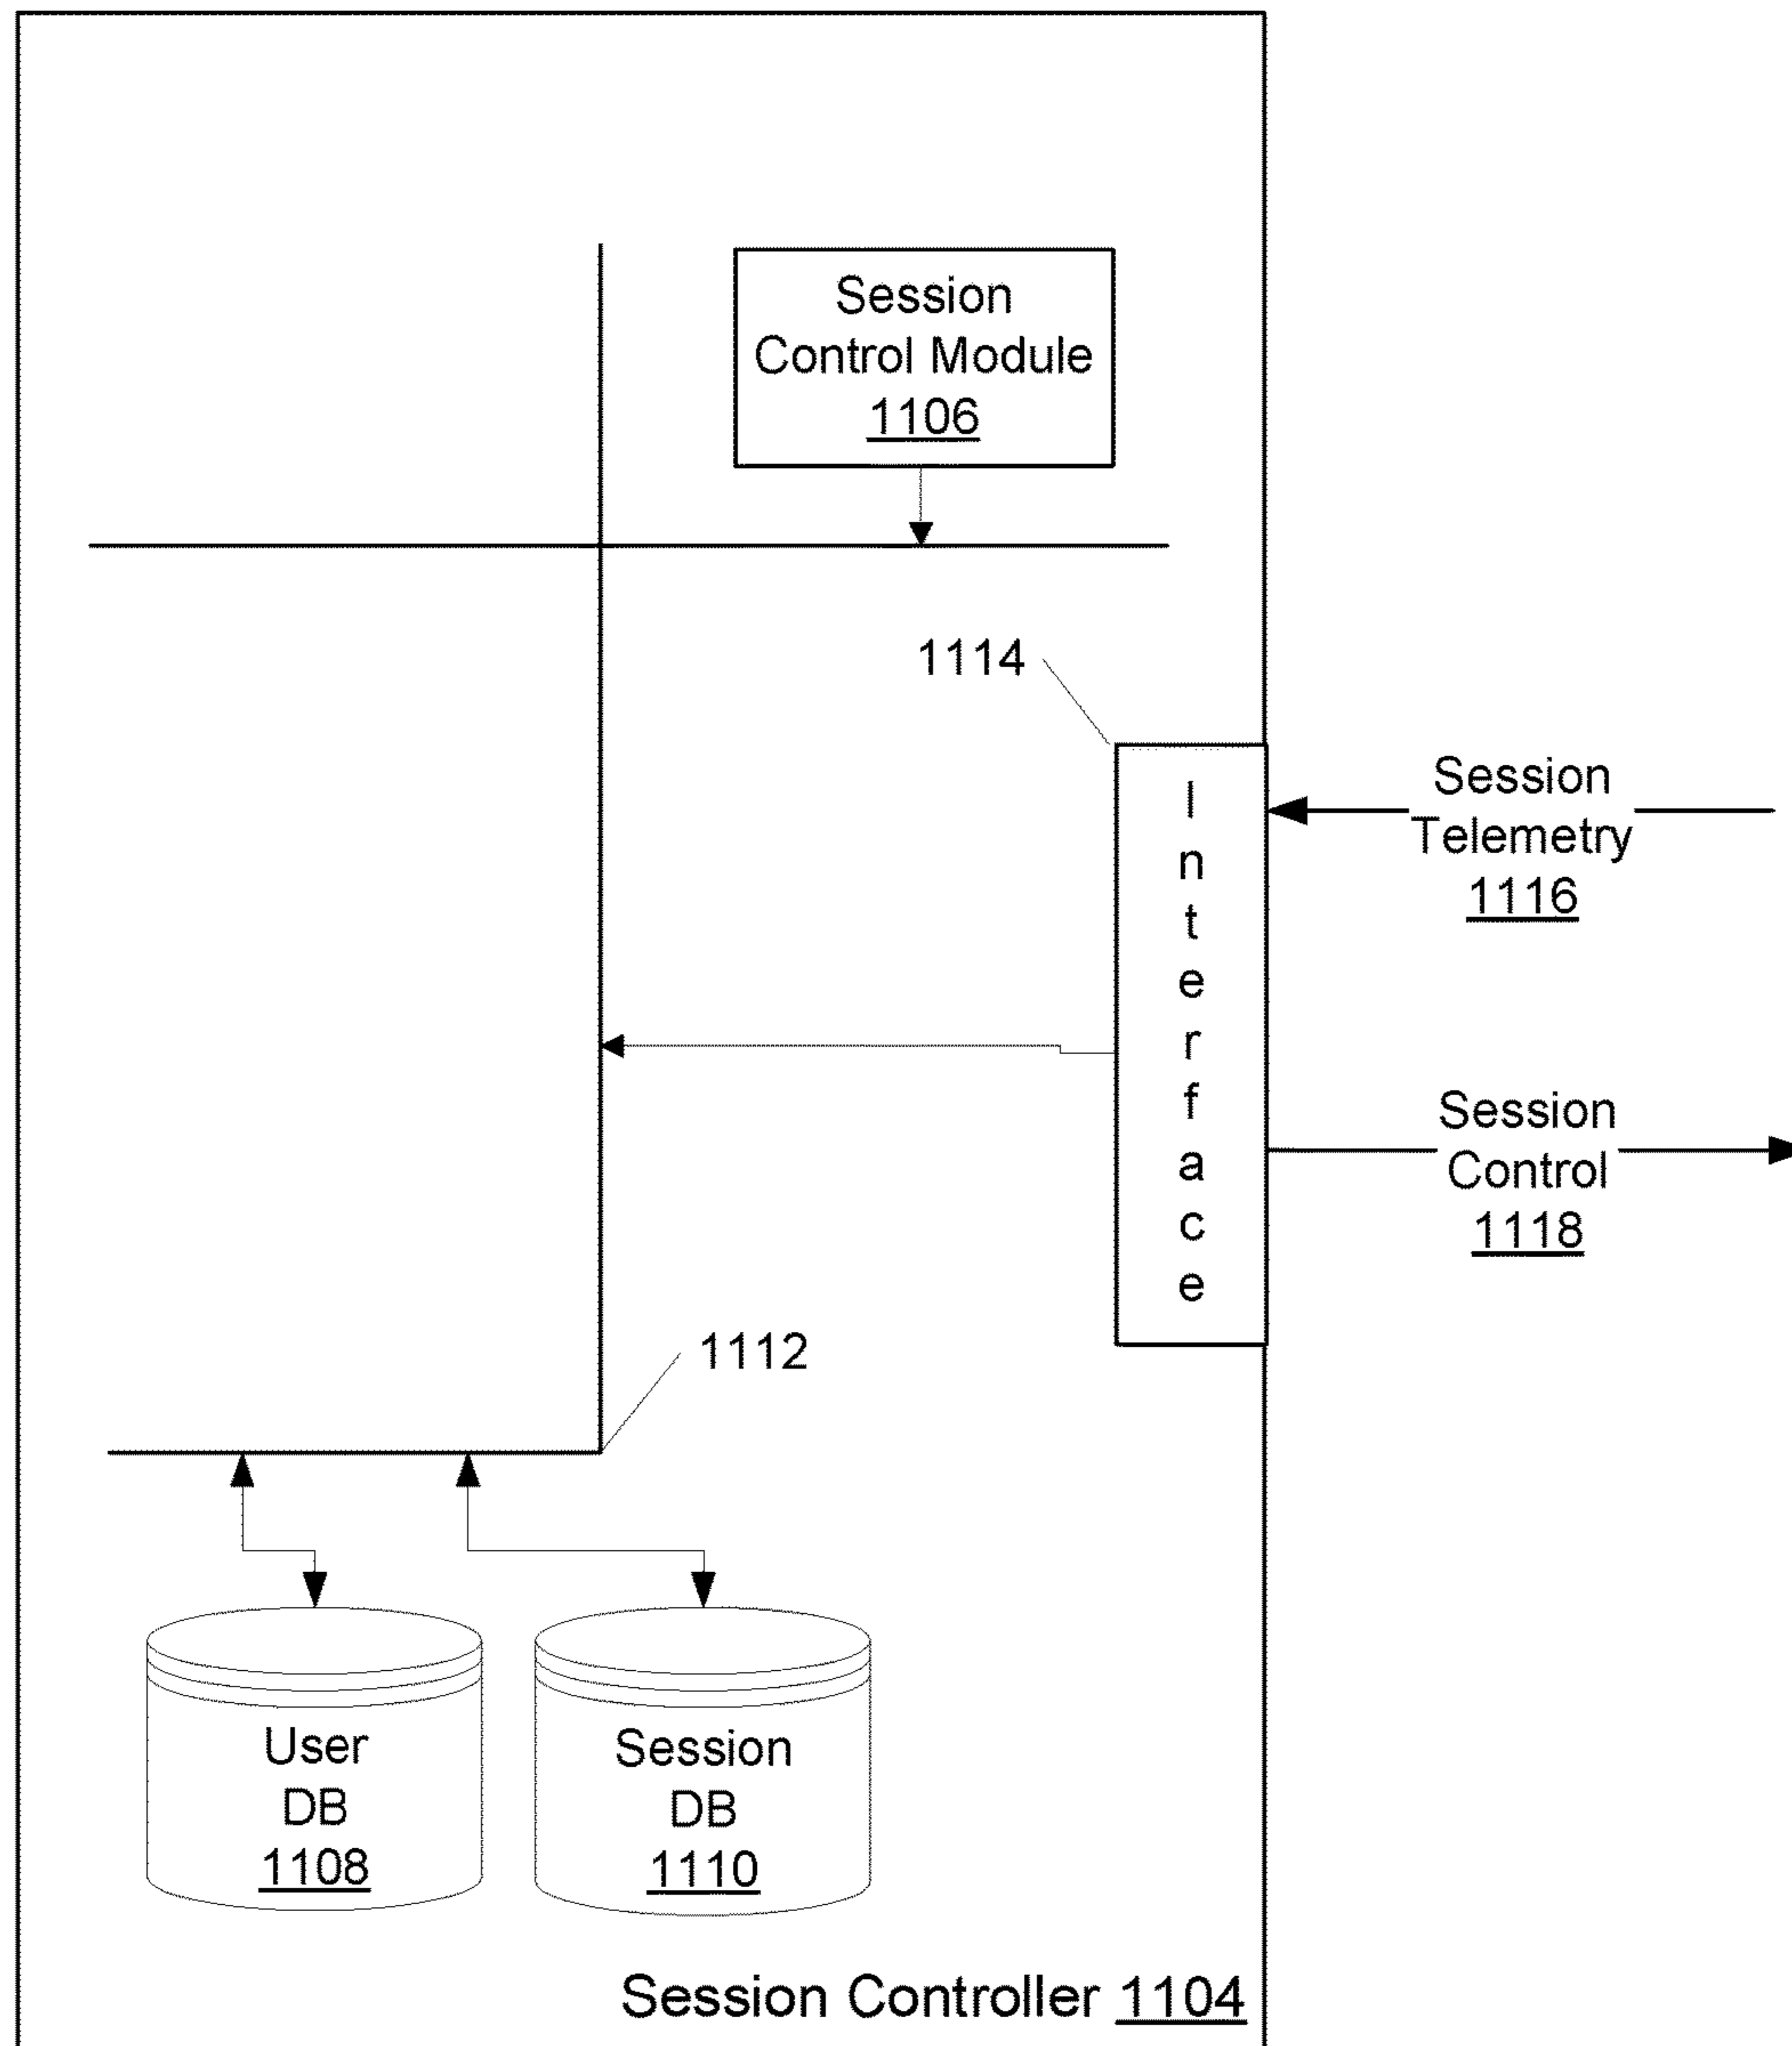 Session
Control Module
1106
1114
Interface
Session
Telemetry
1116
Session
Control
1118
1112
User
DB
1108
Session
DB
1110
Session Controller 1104